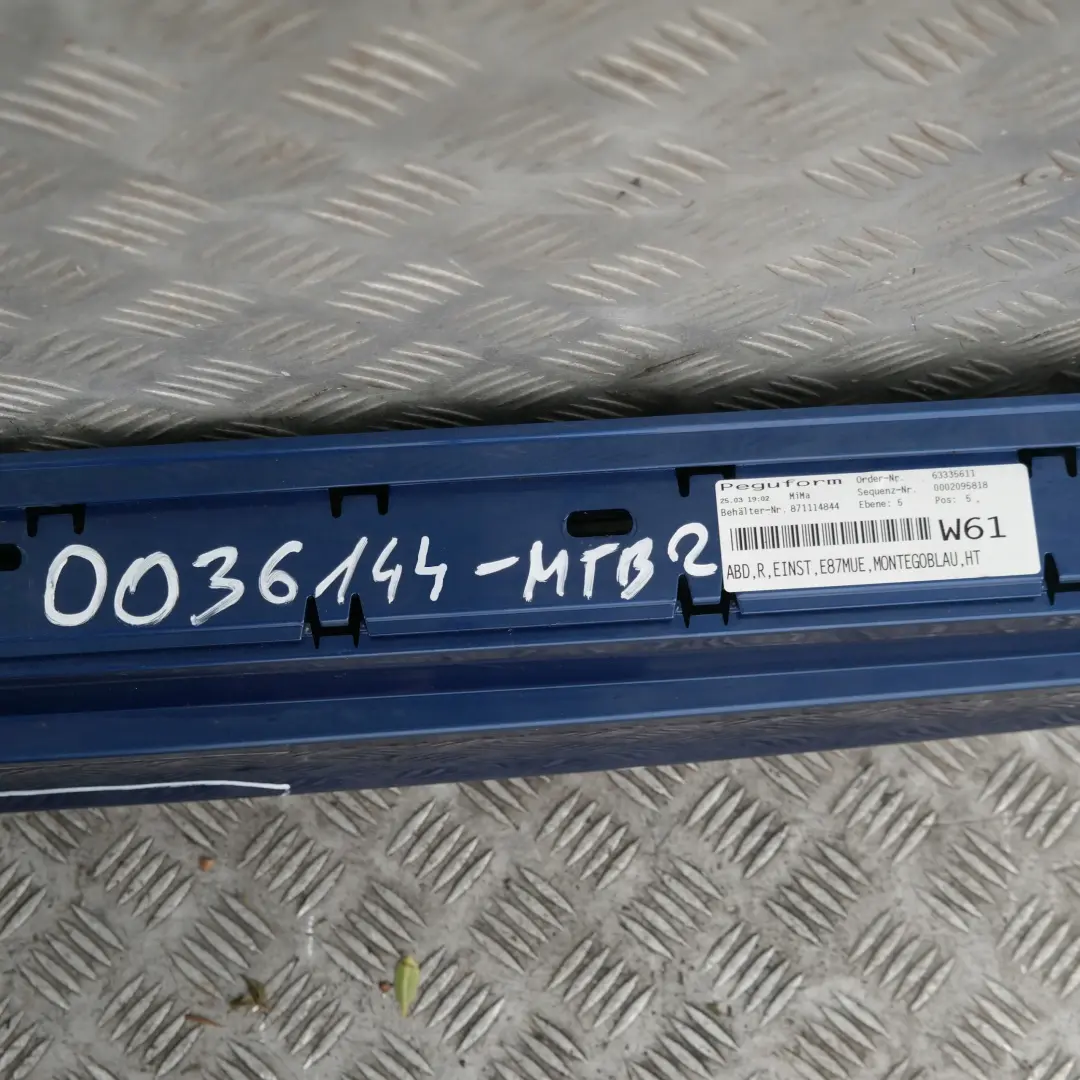 0036144-MTB2
Peguform Order-Nr. 63335611
25.03 19:02 MiMa Sequenz-Nr. 0002095818
Behälter-Nr. 871114844 Ebene: 5 Pos: 5
W61
ABD,R,EINST,E87MUE,MONTEGOBLAU,HT